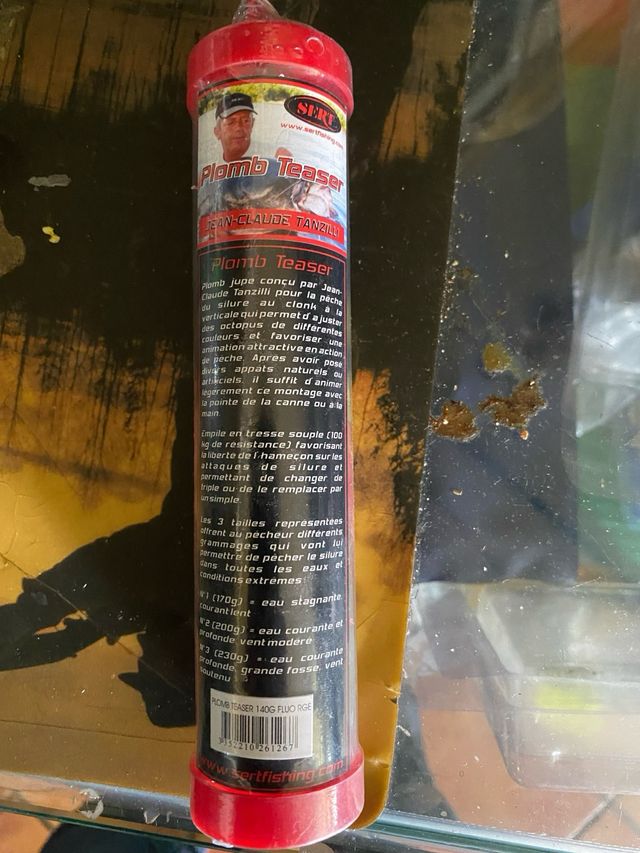 SERT
www.sertfishing.com
Plomb Teaser
JEAN-CLAUDE TANZILLI
Plomb Teaser
Plomb jupe conçu par Jean-
Claude Tanzilli pour la pêche
du silure au clonk à la
verticale qui permet d'ajuster
des octopus de différentes
couleurs et favoriser une
animation attractive en action
de pêche. Après avoir posé
divers appats naturels ou
artificiels, il suffit d'animer
légèrement ce montage avec
la pointe de la canne ou à la
main.
Empile en tresse souple (100
kg de résistance) favorisant
la liberté de l'hameçon sur les
attaques de silure et
permettant de changer de
triple ou de le remplacer par
un simple.
Les 3 tailles représentées
offrent au pêcheur différents
grammages qui vont lui
permettre de pêcher le silure
dans toutes les eaux et
conditions extrêmes:
N°1 (170g) = eau stagnante,
courant lent
N°2 (200g) = eau courante et
profonde, vent modéré
N°3 (230g) = eau courante
profonde, grande fosse, vent
soutenu
PLOMB TEASER 140G FLUO RGE
3 352210 261267
www.sertfishing.com